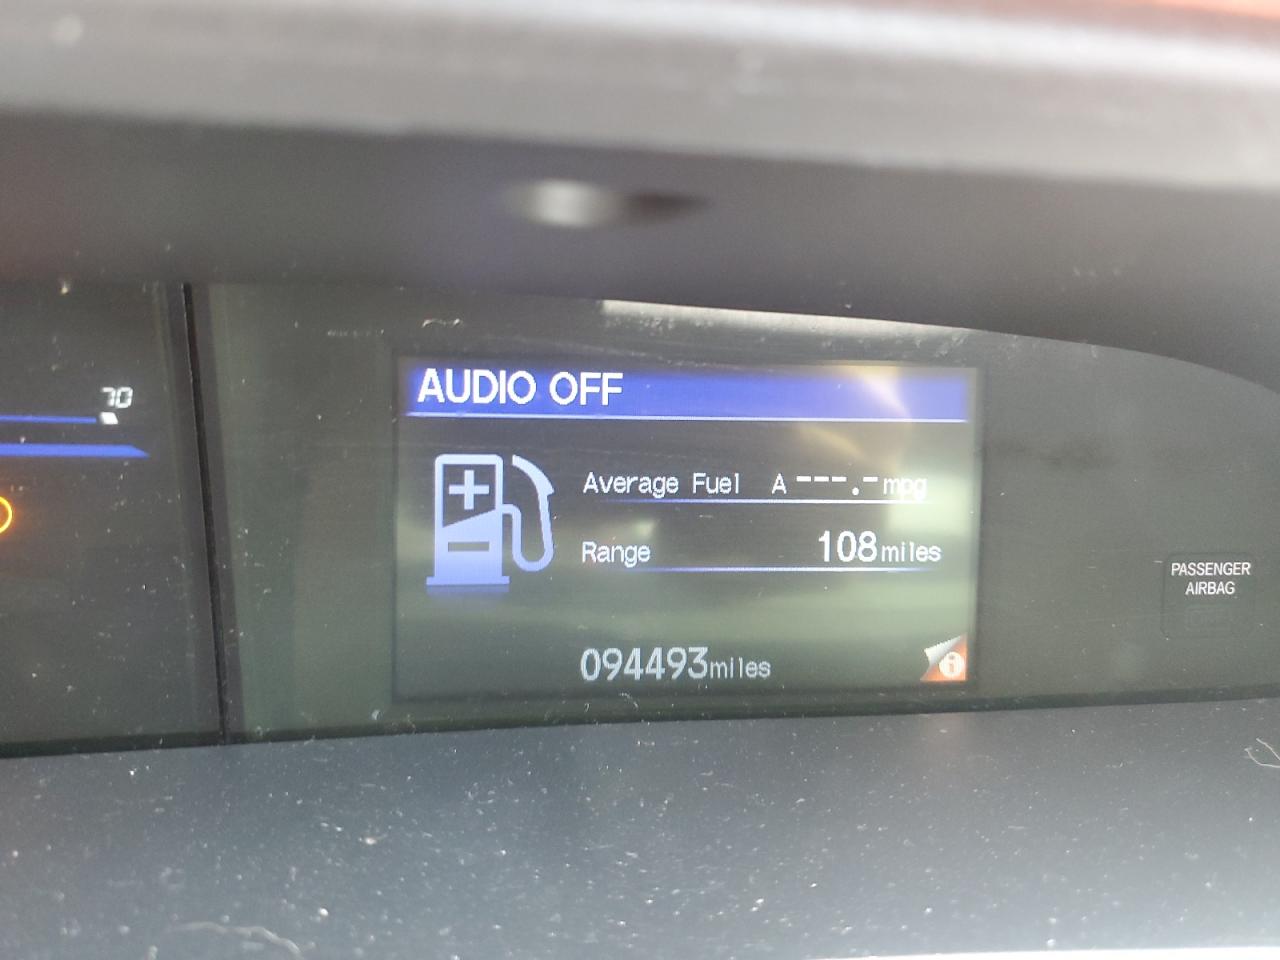 70
AUDIO OFF
Average Fuel A ---.- mpg
Range 108 miles
PASSENGER
AIRBAG
094493 miles